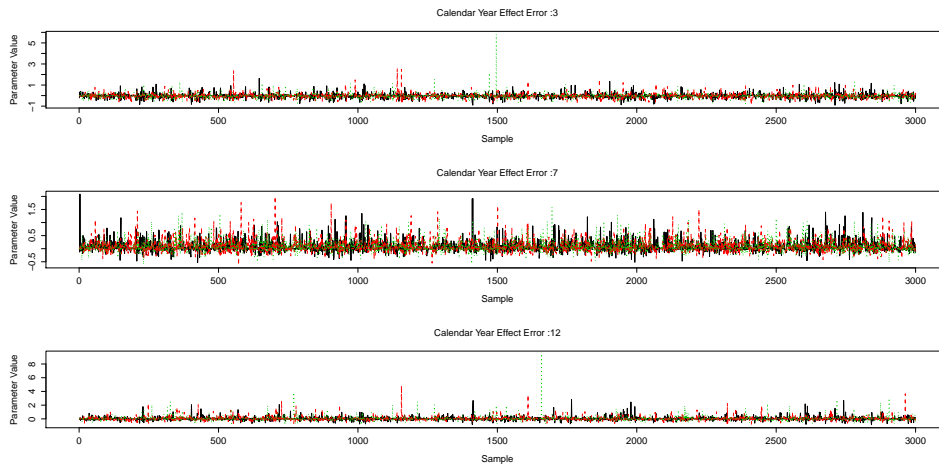 Calendar Year Effect Error :3
Parameter Value
−1 1 3 5
0 500 1000 1500 2000 2500 3000
Sample
Calendar Year Effect Error :7
Parameter Value
−0.5 0.5 1.5
0 500 1000 1500 2000 2500 3000
Sample
Calendar Year Effect Error :12
Parameter Value
0 2 4 6 8
0 500 1000 1500 2000 2500 3000
Sample